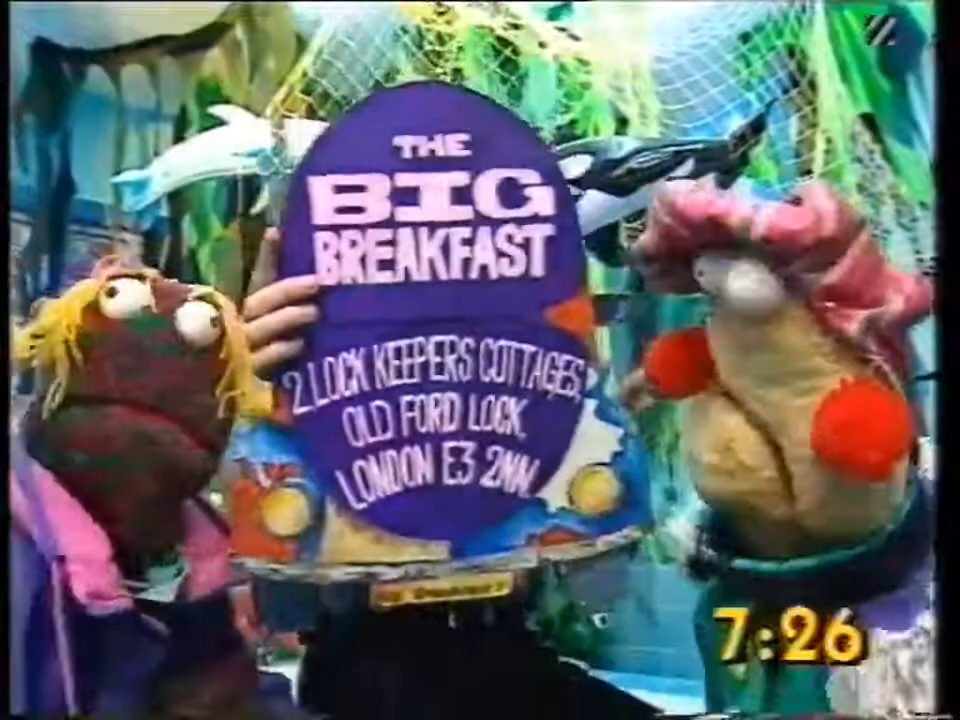 THE
BIG
BREAKFAST
2 LOCK KEEPERS COTTAGES,
OLD FORD LOCK,
LONDON E3 2NN.
7:26